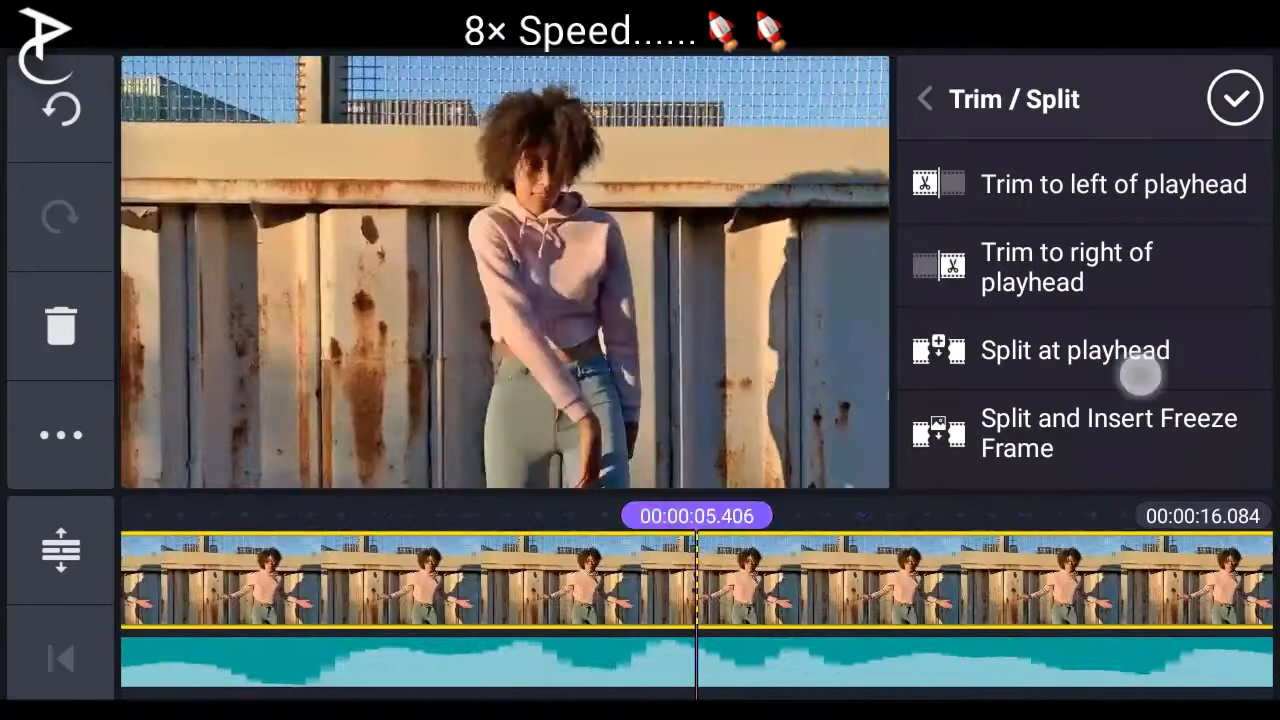 8× Speed...... 🚀 🚀
Trim / Split
Trim to left of playhead
Trim to right of
playhead
Split at playhead
Split and Insert Freeze
Frame
00:00:05.406
00:00:16.084